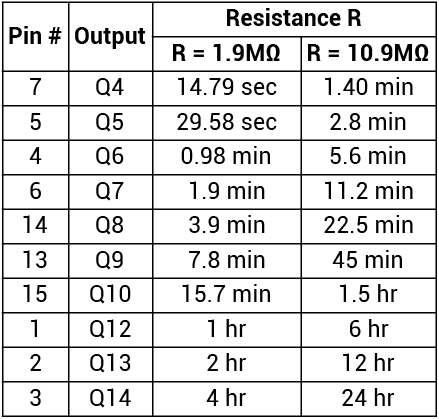 Pin # Output Resistance R
R = 1.9MΩ R = 10.9MΩ
7 Q4 14.79 sec 1.40 min
5 Q5 29.58 sec 2.8 min
4 Q6 0.98 min 5.6 min
6 Q7 1.9 min 11.2 min
14 Q8 3.9 min 22.5 min
13 Q9 7.8 min 45 min
15 Q10 15.7 min 1.5 hr
1 Q12 1 hr 6 hr
2 Q13 2 hr 12 hr
3 Q14 4 hr 24 hr